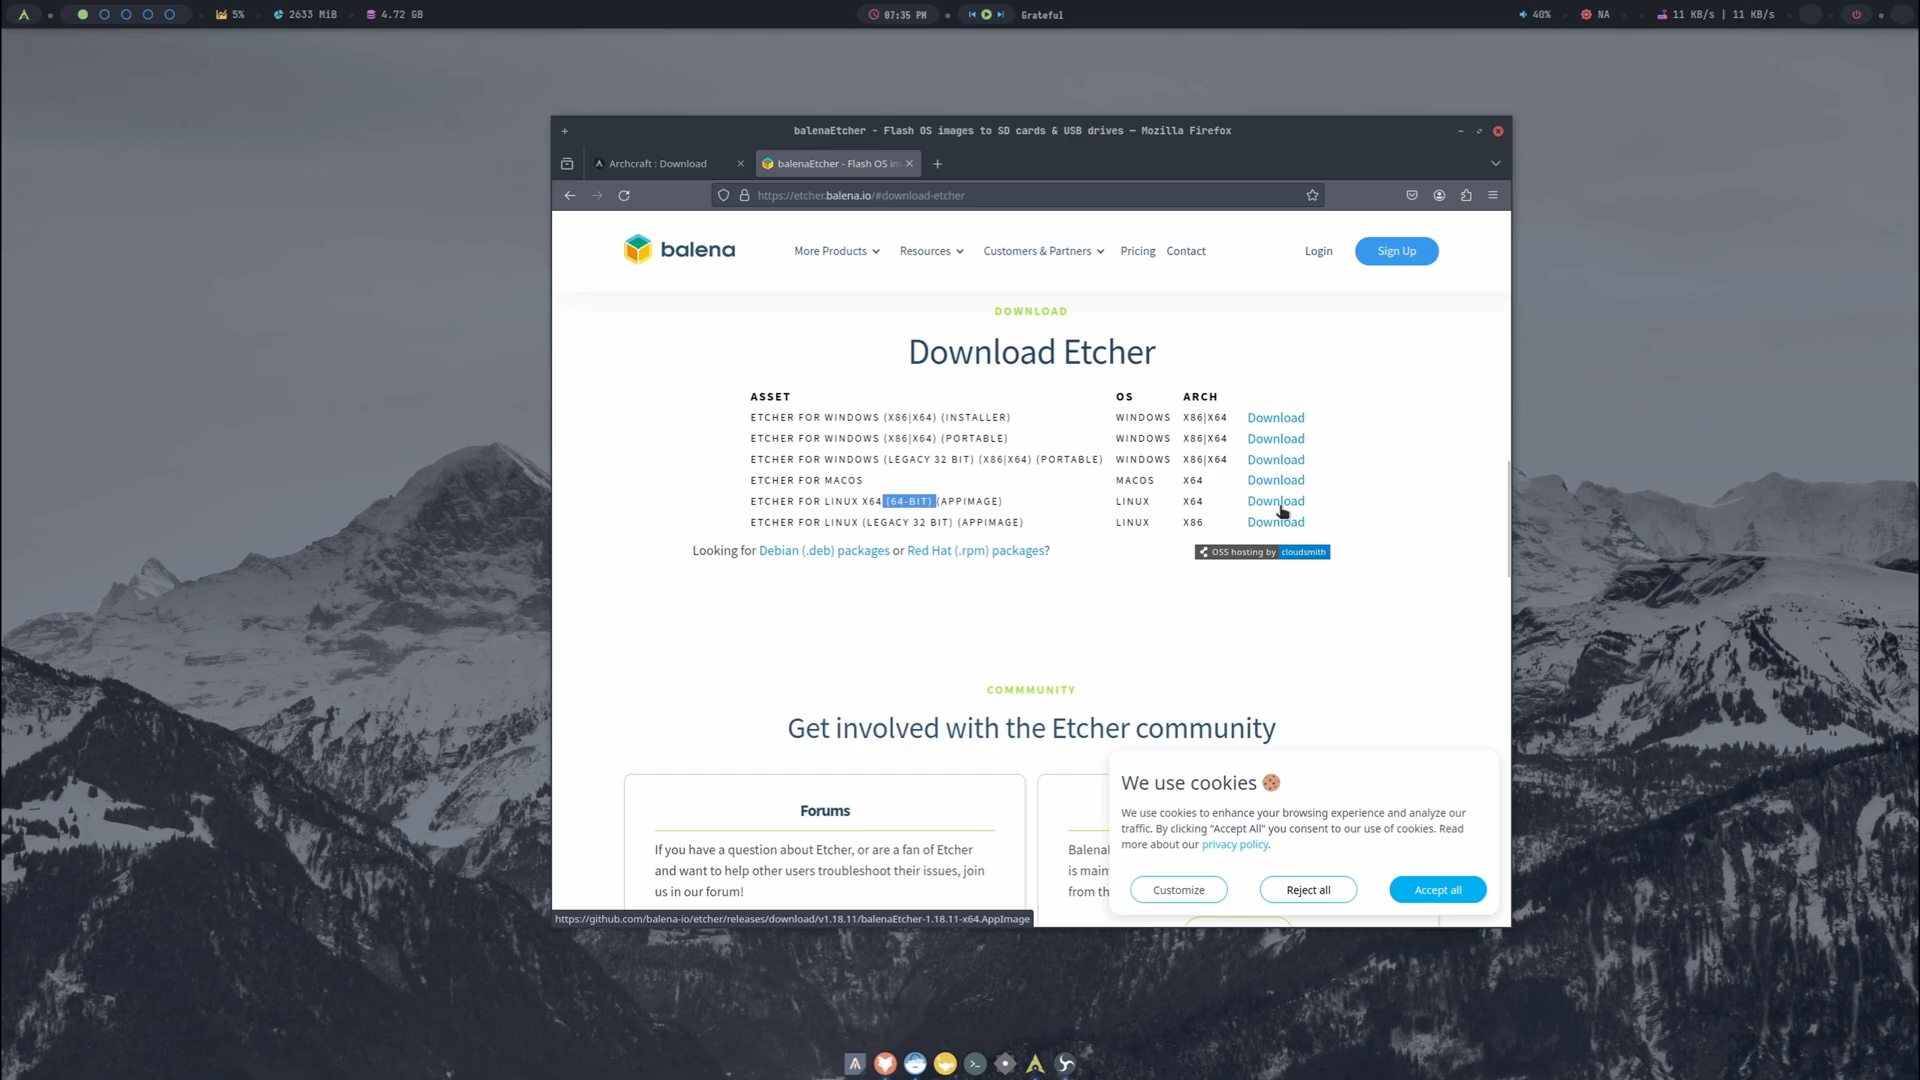 5%
2633 MiB
4.72 GB
07:35 PM
Grateful
40%
NA
11 KB/s | 11 KB/s
balenaEtcher - Flash OS images to SD cards & USB drives — Mozilla Firefox
Archcraft : Download
balenaEtcher - Flash OS im
https://etcher.balena.io/#download-etcher
balena
More Products
Resources
Customers & Partners
Pricing
Contact
Login
Sign Up
DOWNLOAD
Download Etcher
ASSET OS ARCH
ETCHER FOR WINDOWS (X86|X64) (INSTALLER) WINDOWS X86|X64 Download
ETCHER FOR WINDOWS (X86|X64) (PORTABLE) WINDOWS X86|X64 Download
ETCHER FOR WINDOWS (LEGACY 32 BIT) (X86|X64) (PORTABLE) WINDOWS X86|X64 Download
ETCHER FOR MACOS MACOS X64 Download
ETCHER FOR LINUX X64 (64-BIT) (APPIMAGE) LINUX X64 Download
ETCHER FOR LINUX (LEGACY 32 BIT) (APPIMAGE) LINUX X86 Download
Looking for Debian (.deb) packages or Red Hat (.rpm) packages?
OSS hosting by cloudsmith
COMMMUNITY
Get involved with the Etcher community
Forums
If you have a question about Etcher, or are a fan of Etcher
and want to help other users troubleshoot their issues, join
us in our forum!
Balena
is main
from th
We use cookies 🍪
We use cookies to enhance your browsing experience and analyze our
traffic. By clicking "Accept All" you consent to our use of cookies. Read
more about our privacy policy.
Customize
Reject all
Accept all
https://github.com/balena-io/etcher/releases/download/v1.18.11/balenaEtcher-1.18.11-x64.AppImage